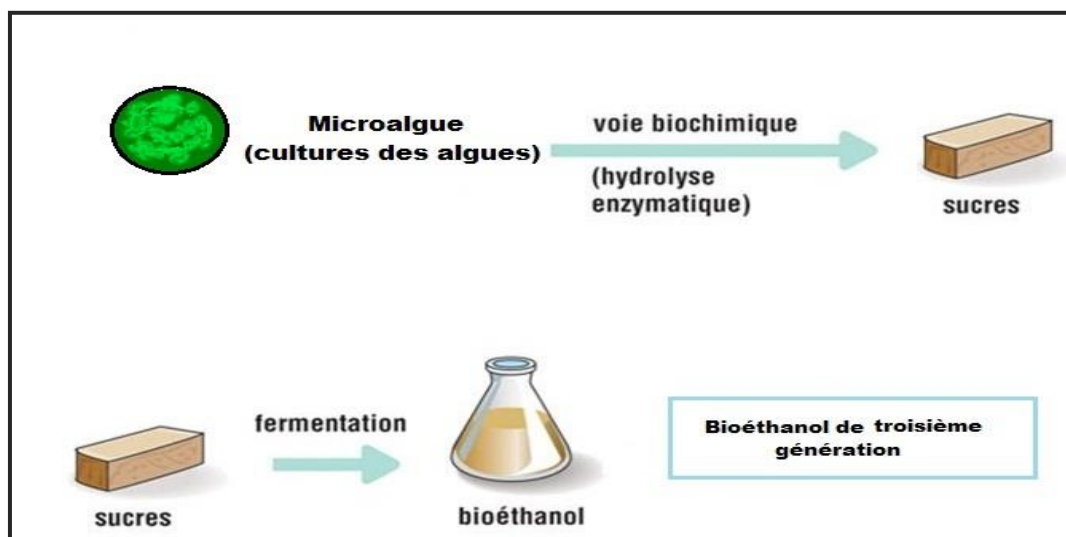 Microalgue
(cultures des algues)
voie biochimique
(hydrolyse
enzymatique)
sucres
fermentation
sucres
bioéthanol
Bioéthanol de troisième
génération